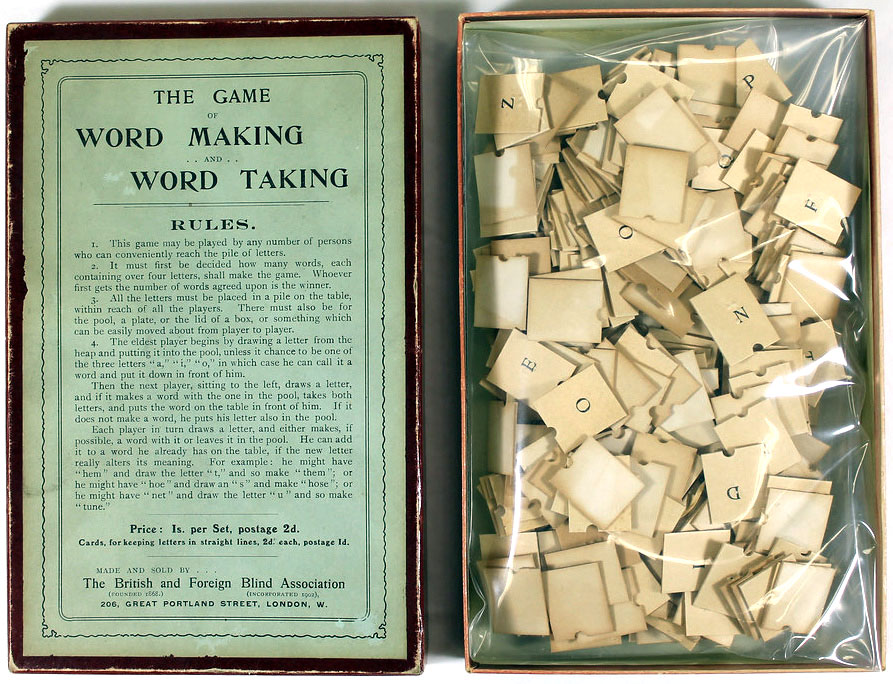 THE GAME
OF
WORD MAKING
. . AND . .
WORD TAKING
RULES.
1. This game may be played by any number of persons
who can conveniently reach the pile of letters.
2. It must first be decided how many words, each
containing over four letters, shall make the game. Whoever
first gets the number of words agreed upon is the winner.
3. All the letters must be placed in a pile on the table,
within reach of all the players. There must also be for
the pool, a plate, or the lid of a box, or something which
can be easily moved about from player to player.
4. The eldest player begins by drawing a letter from the
heap and putting it into the pool, unless it chance to be one of
the three letters "a," "i," "o," in which case he can call it a
word and put it down in front of him.
Then the next player, sitting to the left, draws a letter,
and if it makes a word with the one in the pool, takes both
letters, and puts the word on the table in front of him. If it
does not make a word, he puts his letter also in the pool.
Each player in turn draws a letter, and either makes, if
possible, a word with it or leaves it in the pool. He can add
it to a word he already has on the table, if the new letter
really alters its meaning. For example: he might have
"hem" and draw the letter "t," and so make "them"; or
he might have "hoe" and draw an "s" and make "hose"; or
he might have "net" and draw the letter "u" and so make
"tune."
Price: 1s. per Set, postage 2d.
Cards, for keeping letters in straight lines, 2d. each, postage 1d.
MADE AND SOLD BY . . .
The British and Foreign Blind Association
(FOUNDED 1868.) (INCORPORATED 1902),
206, GREAT PORTLAND STREET, LONDON, W.
P
Z
O
F
O
N
E
O
D